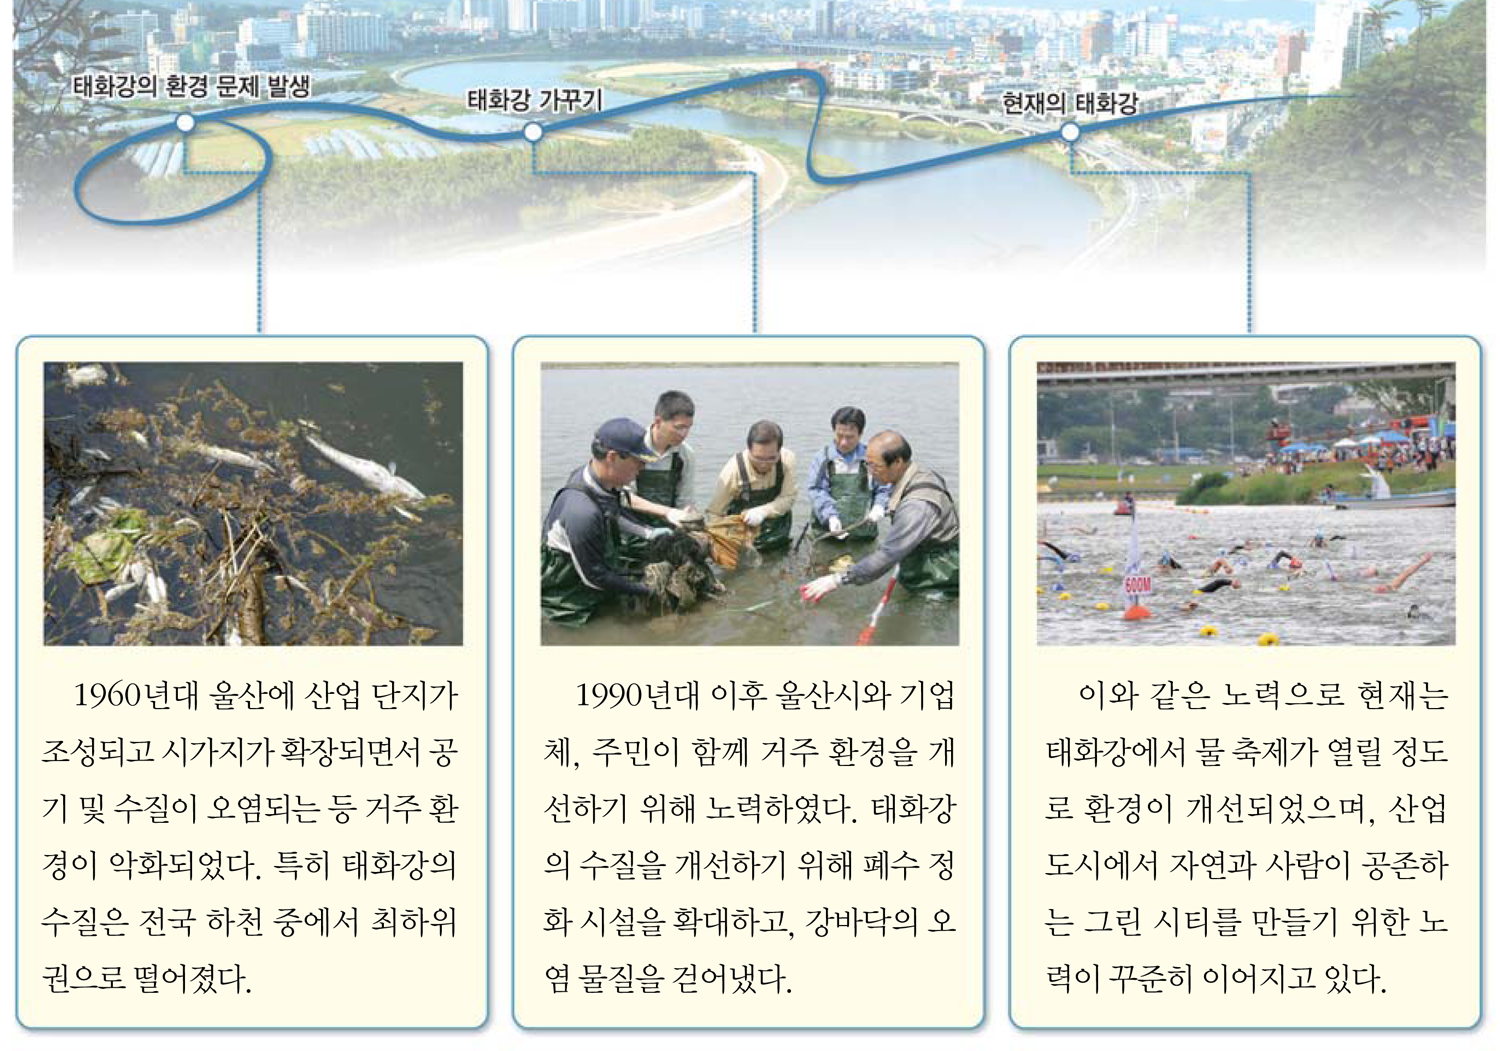 태화강의 환경 문제 발생
태화강 가꾸기
현재의 태화강
1960년대 울산에 산업 단지가
조성되고 시가지가 확장되면서 공
기 및 수질이 오염되는 등 거주 환
경이 악화되었다. 특히 태화강의
수질은 전국 하천 중에서 최하위
권으로 떨어졌다.
1990년대 이후 울산시와 기업
체, 주민이 함께 거주 환경을 개
선하기 위해 노력하였다. 태화강
의 수질을 개선하기 위해 폐수 정
화 시설을 확대하고, 강바닥의 오
염 물질을 걷어냈다.
600M
이와 같은 노력으로 현재는
태화강에서 물 축제가 열릴 정도
로 환경이 개선되었으며, 산업
도시에서 자연과 사람이 공존하
는 그린 시티를 만들기 위한 노
력이 꾸준히 이어지고 있다.